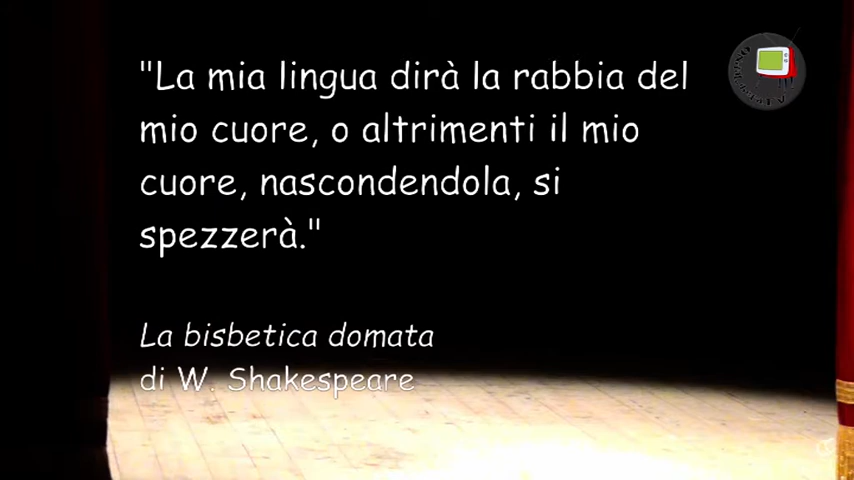 "La mia lingua dirà la rabbia del
mio cuore, o altrimenti il mio
cuore, nascondendola, si
spezzerà."
La bisbetica domata
di W. Shakespeare